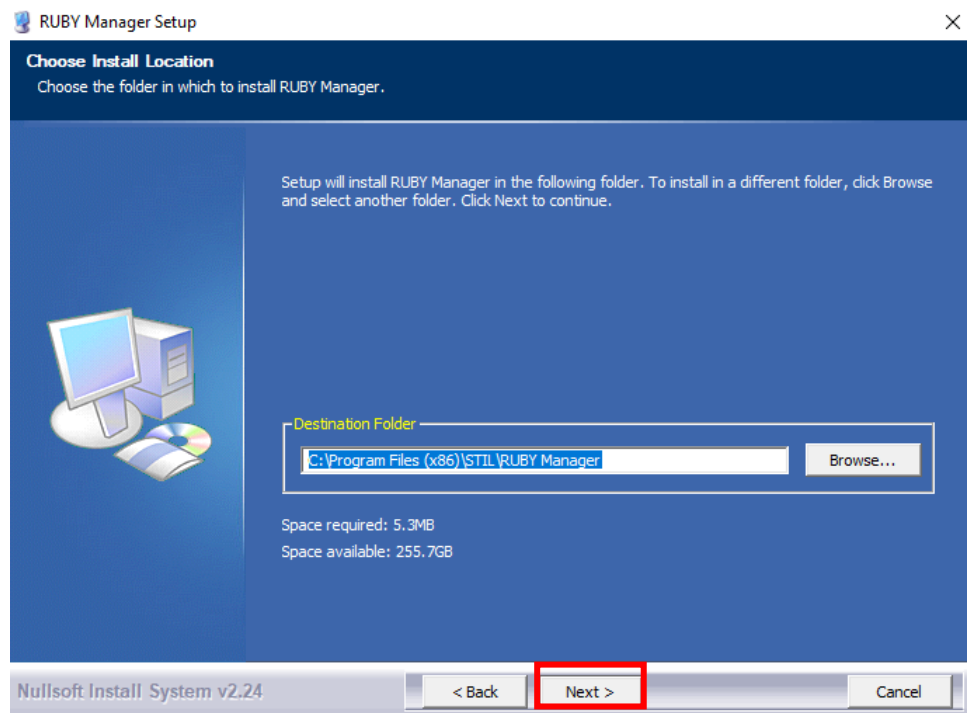 RUBY Manager Setup
Choose Install Location
Choose the folder in which to install RUBY Manager.
Setup will install RUBY Manager in the following folder. To install in a different folder, click Browse
and select another folder. Click Next to continue.
Destination Folder
C:\Program Files (x86)\STIL\RUBY Manager
Browse...
Space required: 5.3MB
Space available: 255.7GB
Nullsoft Install System v2.24
< Back
Next >
Cancel